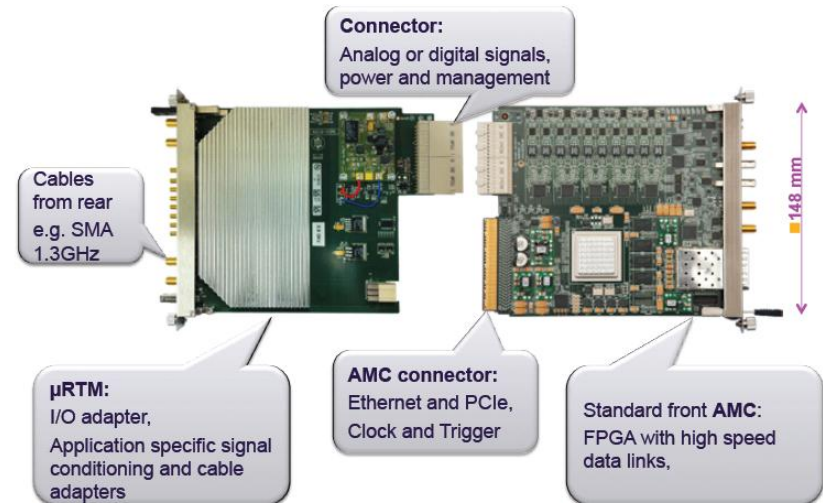 Connector:
Analog or digital signals,
power and management
Cables
from rear
e.g. SMA
1.3GHz
148 mm
µRTM:
I/O adapter,
Application specific signal
conditioning and cable
adapters
AMC connector:
Ethernet and PCIe,
Clock and Trigger
Standard front AMC:
FPGA with high speed
data links,